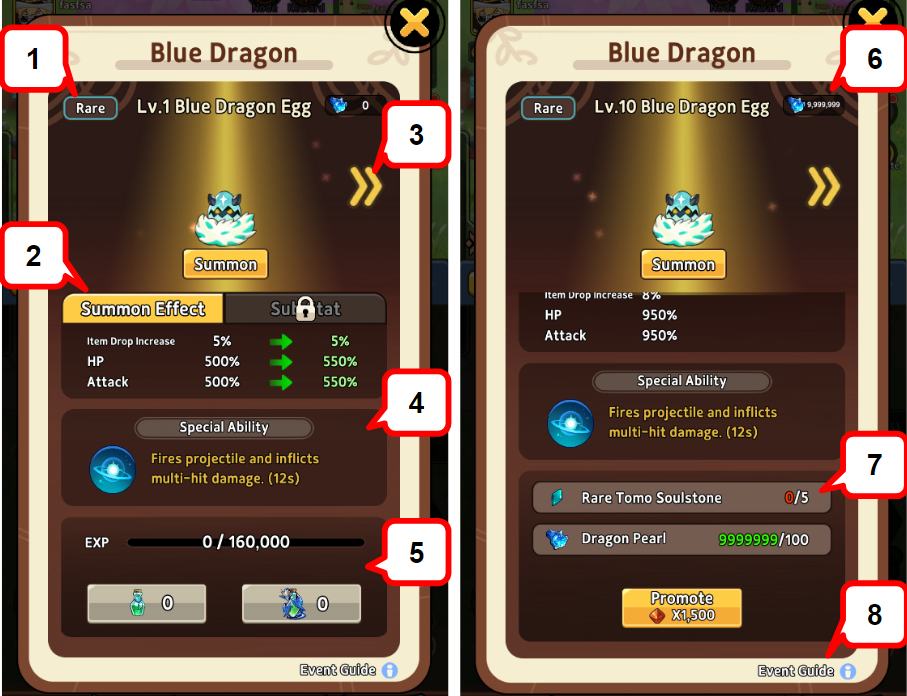 fasfsa
Blue Dragon
1
Rare
Lv.1 Blue Dragon Egg
0
3
2
Summon
Summon Effect
Item Drop Increase 5% 5%
HP 500% 550%
Attack 500% 550%
4
Special Ability
Fires projectile and inflicts
multi-hit damage. (12s)
5
EXP 0 / 160,000
0 0
Event Guide
fasfsa
Blue Dragon
6
Rare
Lv.10 Blue Dragon Egg
9,999,999
Summon
Item Drop Increase 8%
HP 950%
Attack 950%
Special Ability
Fires projectile and inflicts
multi-hit damage. (12s)
7
Rare Tomo Soulstone 0/5
Dragon Pearl 9999999/100
Promote
X1,500
8
Event Guide